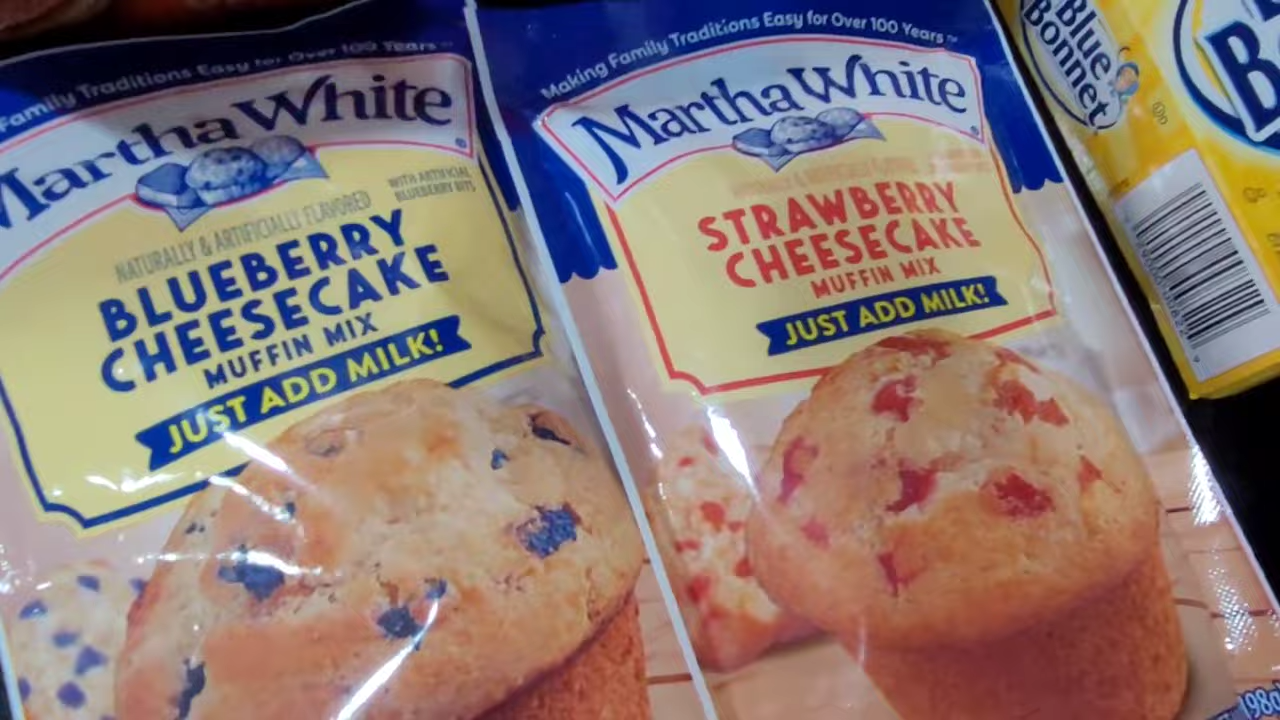 Family Traditions Easy for Over 100 Years™
Martha White®
NATURALLY & ARTIFICIALLY FLAVORED
WITH ARTIFICIAL
BLUEBERRY BITS
BLUEBERRY
CHEESECAKE
MUFFIN MIX
JUST ADD MILK!
Making Family Traditions Easy for Over 100 Years™
Martha White®
STRAWBERRY
CHEESECAKE
MUFFIN MIX
JUST ADD MILK!
Blue
Bonnet
B